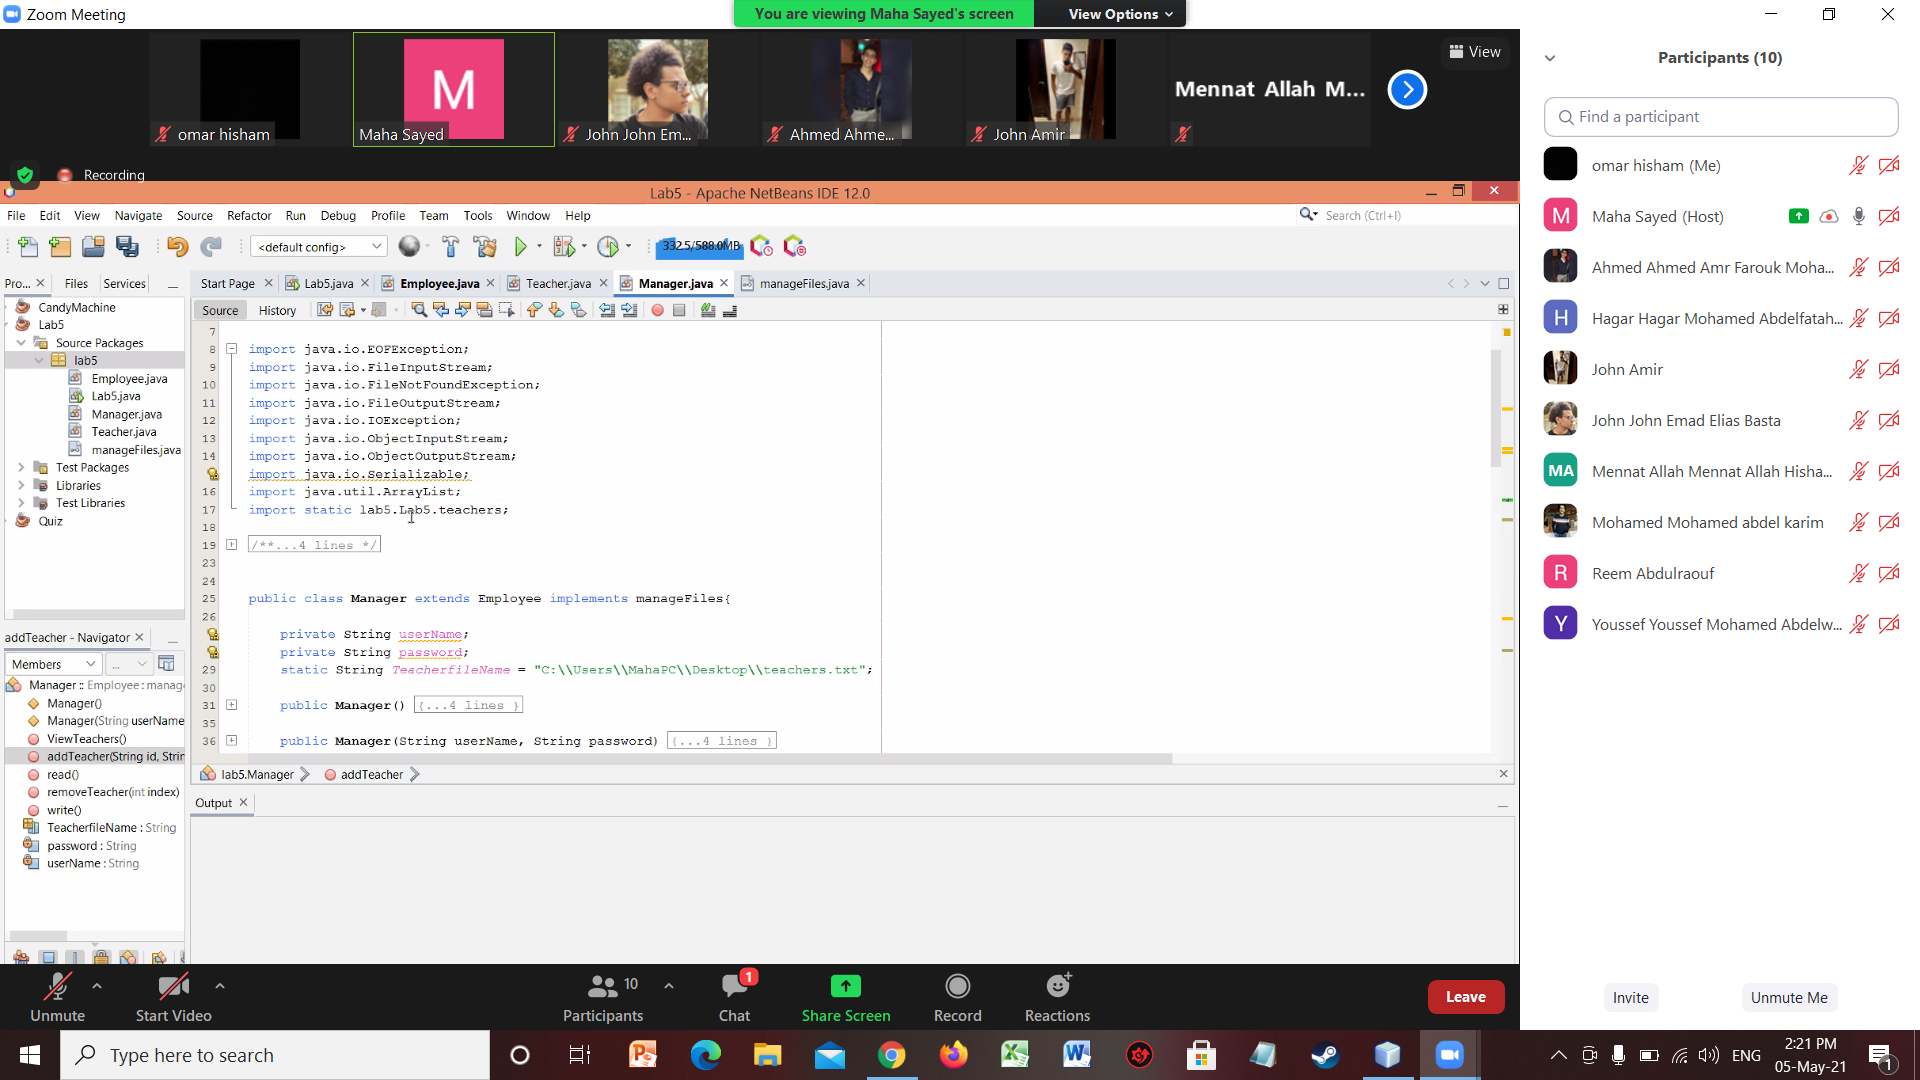 Zoom Meeting
You are viewing Maha Sayed's screen
View Options
View
M
Mennat Allah M...
omar hisham
Maha Sayed
John John Em...
Ahmed Ahme...
John Amir
Recording
Lab5 - Apache NetBeans IDE 12.0
File Edit View Navigate Source Refactor Run Debug Profile Team Tools Window Help
Search (Ctrl+I)
<default config>
332.5/588.0MB
Pro... Files Services
Start Page Lab5.java Employee.java Teacher.java Manager.java manageFiles.java
Source History
CandyMachine
Lab5
Source Packages
lab5
Employee.java
Lab5.java
Manager.java
Teacher.java
manageFiles.java
Test Packages
Libraries
Test Libraries
Quiz
7
8 import java.io.EOFException;
9 import java.io.FileInputStream;
10 import java.io.FileNotFoundException;
11 import java.io.FileOutputStream;
12 import java.io.IOException;
13 import java.io.ObjectInputStream;
14 import java.io.ObjectOutputStream;
import java.io.Serializable;
16 import java.util.ArrayList;
17 import static lab5.Lab5.teachers;
18
19 /**...4 lines */
23
24
25 public class Manager extends Employee implements manageFiles{
26
private String userName;
private String password;
29 static String TeacherfileName = "C:\\Users\\MahaPC\\Desktop\\teachers.txt";
30
31 public Manager() {...4 lines }
35
36 public Manager(String userName, String password) {...4 lines }
lab5.Manager addTeacher
Output
addTeacher - Navigator
Members ...
Manager :: Employee : manag
Manager()
Manager(String userName
ViewTeachers()
addTeacher(String id, Strin
read()
removeTeacher(int index)
write()
TeacherfileName : String
password : String
userName : String
Participants (10)
Find a participant
omar hisham (Me)
M Maha Sayed (Host)
Ahmed Ahmed Amr Farouk Moha...
H Hagar Hagar Mohamed Abdelfatah...
John Amir
John John Emad Elias Basta
MA Mennat Allah Mennat Allah Hisha...
Mohamed Mohamed abdel karim
R Reem Abdulraouf
Y Youssef Youssef Mohamed Abdelw...
Invite
Unmute Me
Unmute
Start Video
10
Participants
1
Chat
Share Screen
Record
Reactions
Leave
Type here to search
ENG
2:21 PM
05-May-21
1